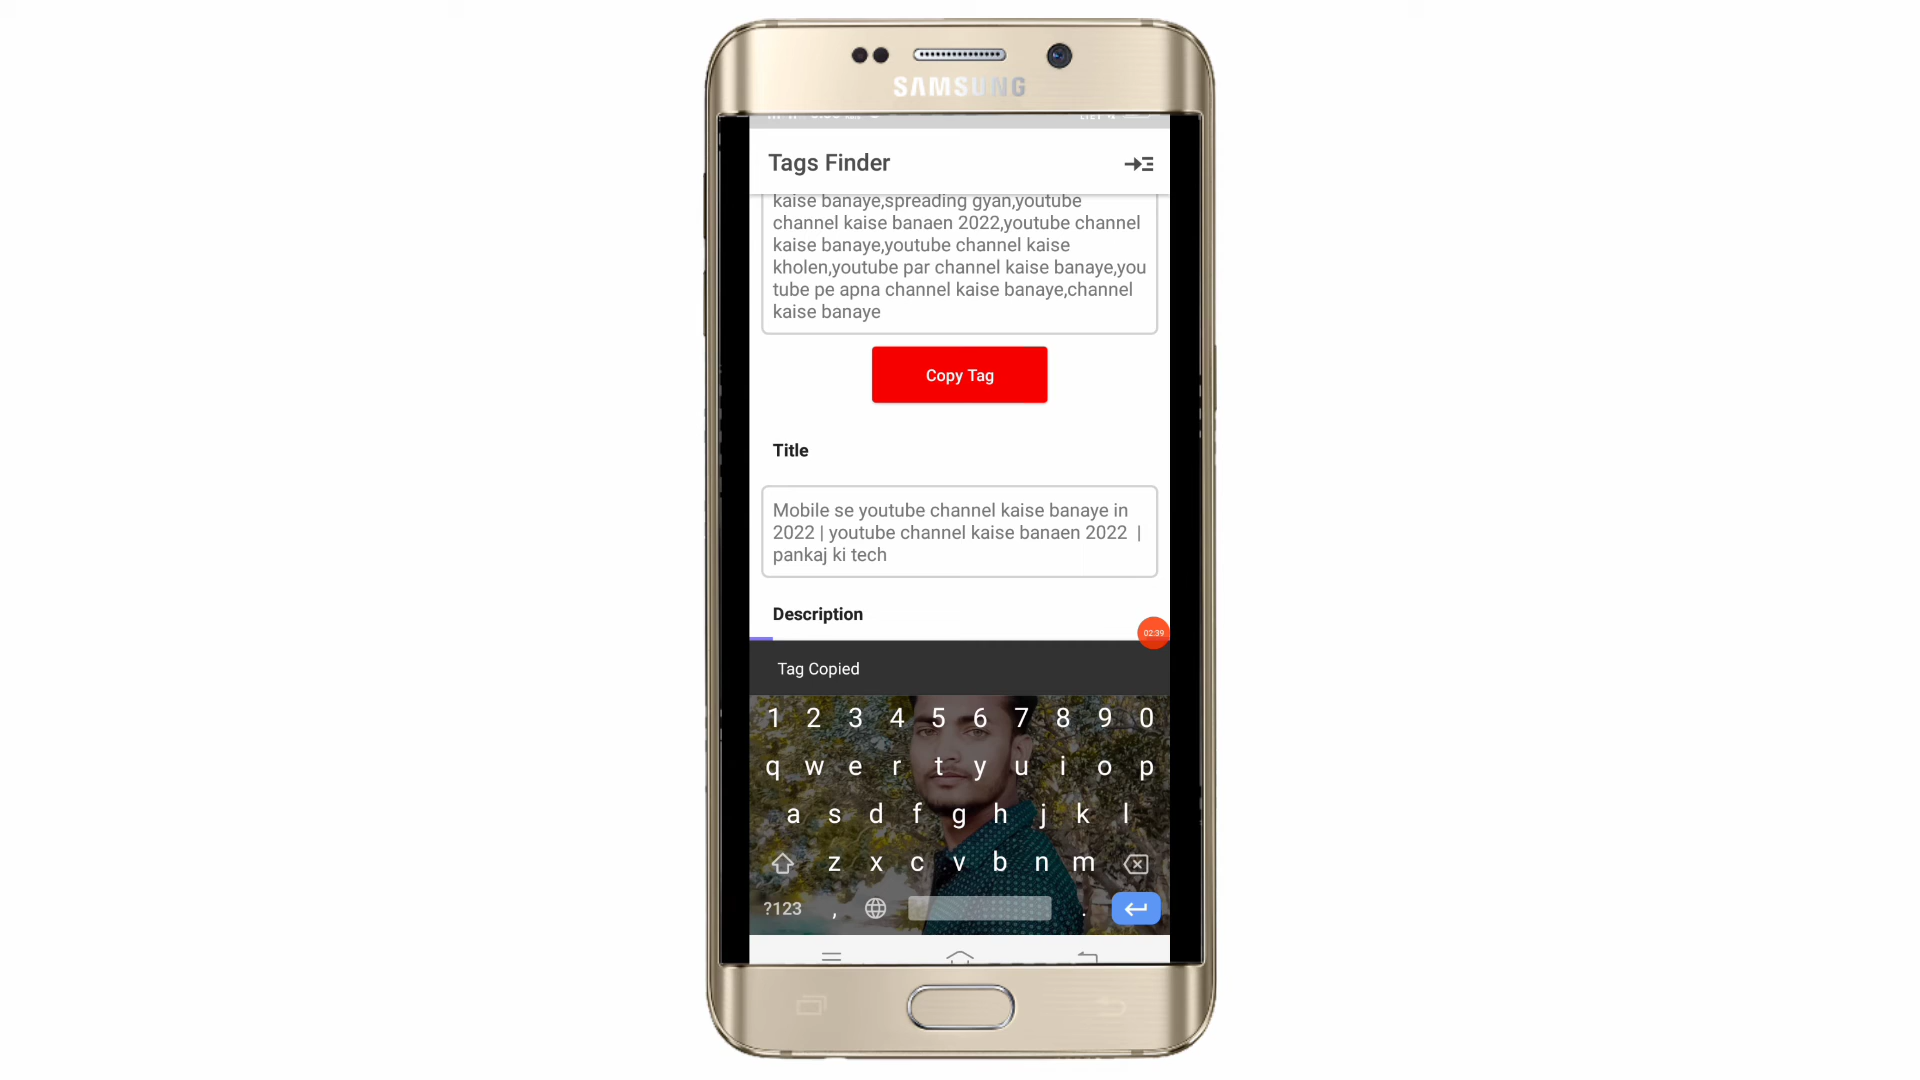 SAMSUNG
Tags Finder
kaise banaye,spreading gyan,youtube
channel kaise banaen 2022,youtube channel
kaise banaye,youtube channel kaise
kholen,youtube par channel kaise banaye,you
tube pe apna channel kaise banaye,channel
kaise banaye
Copy Tag
Title
Mobile se youtube channel kaise banaye in
2022 | youtube channel kaise banaen 2022 |
pankaj ki tech
Description
02:39
Tag Copied
1 2 3 4 5 6 7 8 9 0
q w e r t y u i o p
a s d f g h j k l
z x c v b n m
?123 , .